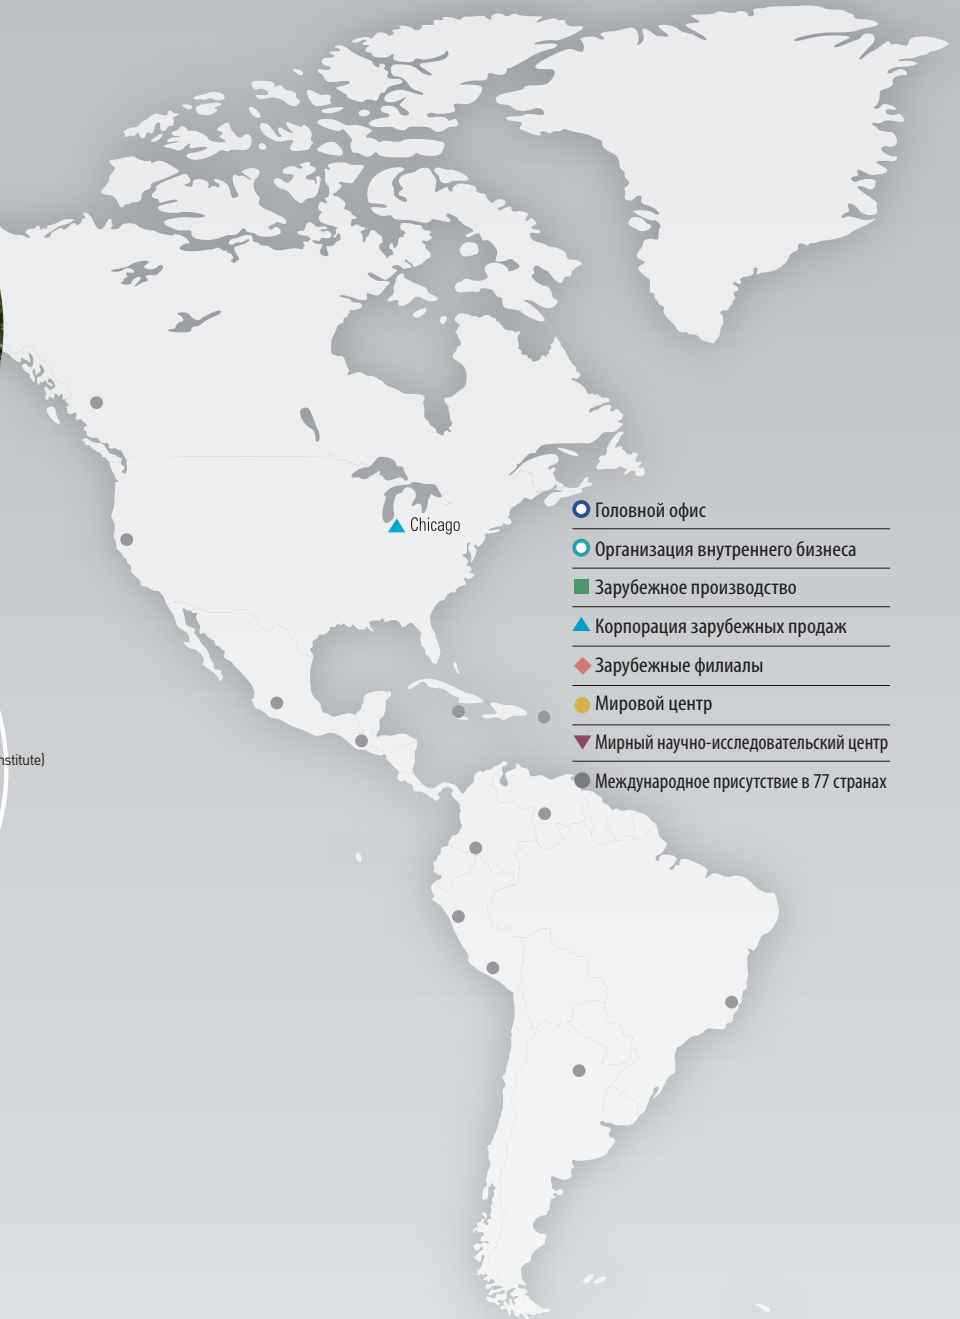 Chicago
Головной офис
Организация внутреннего бизнеса
Зарубежное производство
Корпорация зарубежных продаж
Зарубежные филиалы
Мировой центр
Мирный научно-исследовательский центр
nstitute)
Международное присутствие в 77 странах